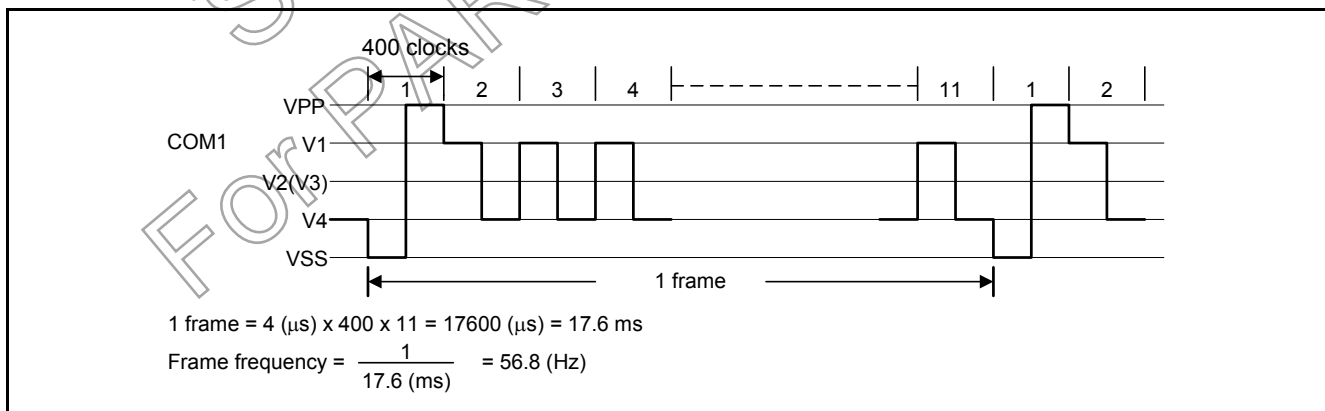 400 clocks
1 2 3 4 11 1 2
VPP
COM1 V1
V2(V3)
V4
VSS
1 frame
1 frame = 4 (μs) x 400 x 11 = 17600 (μs) = 17.6 ms
Frame frequency = 1 / 17.6 (ms) = 56.8 (Hz)
For PAR